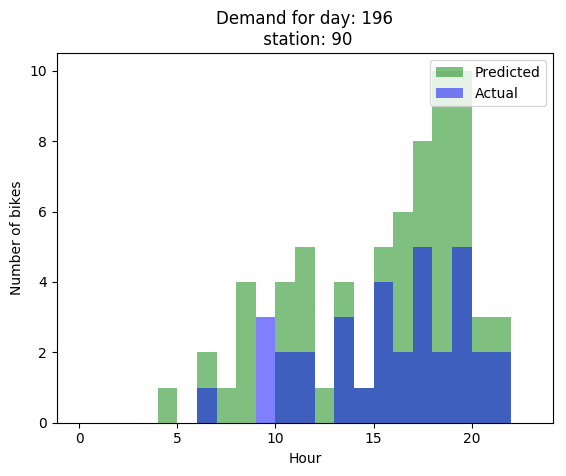 Demand for day: 196
station: 90
Predicted
Actual
Number of bikes
10
8
6
4
2
0
0 5 10 15 20
Hour